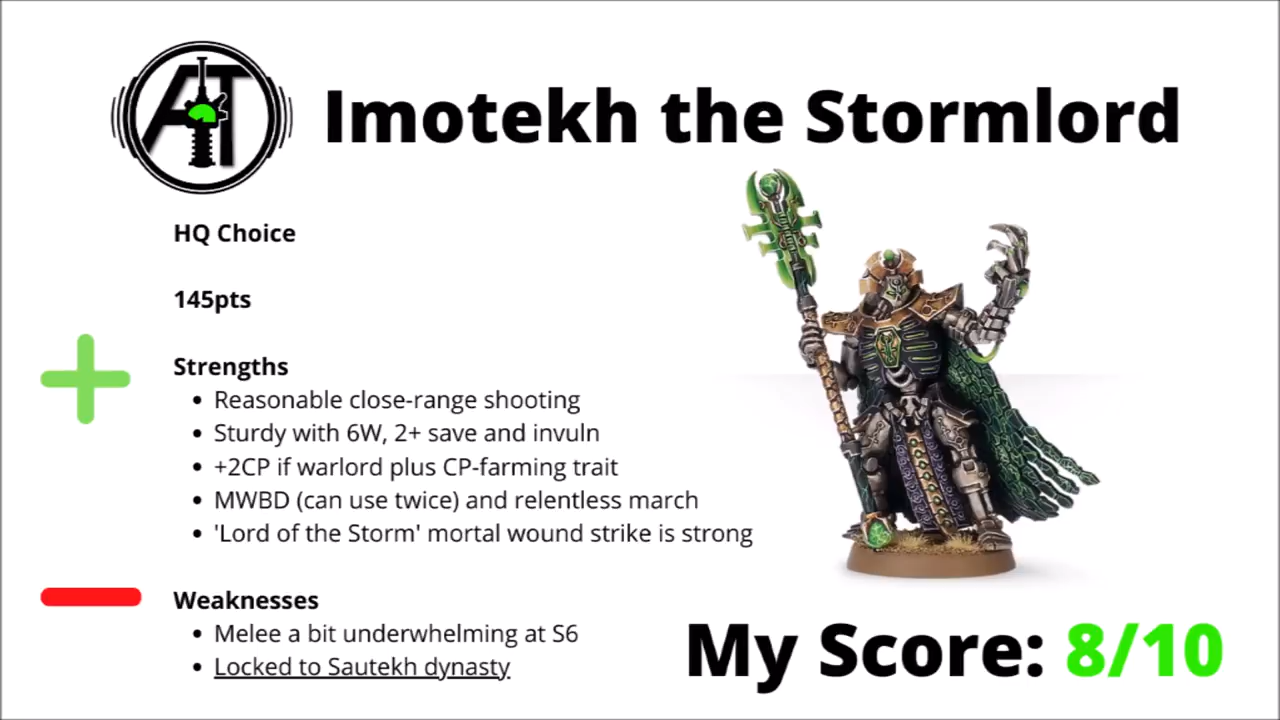 AT
Imotekh the Stormlord
HQ Choice
145pts
Strengths
• Reasonable close-range shooting
• Sturdy with 6W, 2+ save and invuln
• +2CP if warlord plus CP-farming trait
• MWBD (can use twice) and relentless march
• 'Lord of the Storm' mortal wound strike is strong
Weaknesses
• Melee a bit underwhelming at S6
• Locked to Sautekh dynasty
My Score: 8/10